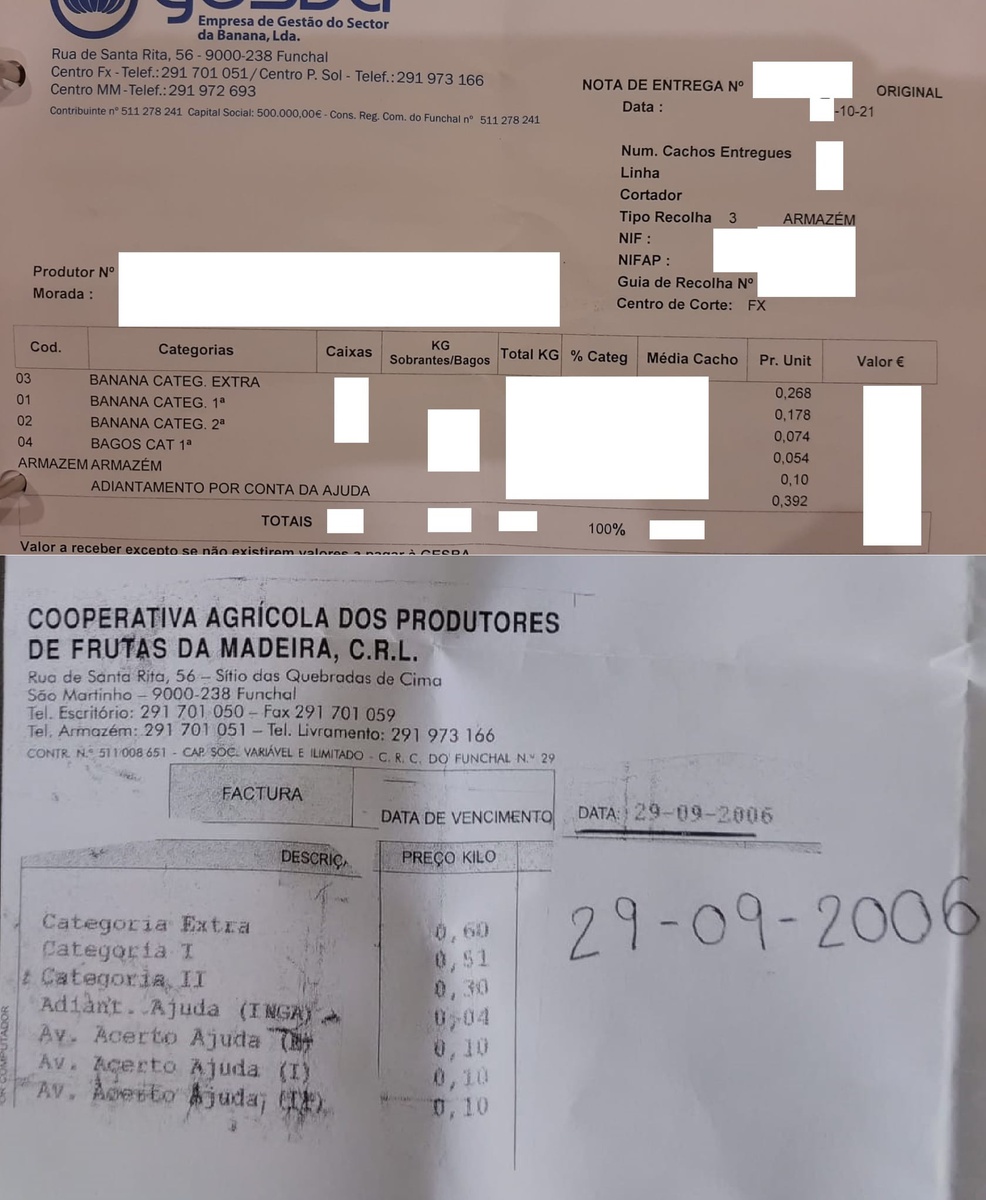 Empresa de Gestão do Sector
da Banana, Lda.
Rua de Santa Rita, 56 - 9000-238 Funchal
Centro Fx - Telef.: 291 701 051 / Centro P. Sol - Telef.: 291 973 166
Centro MM - Telef.: 291 972 693
Contribuinte nº 511 278 241 Capital Social: 500.000,00€ - Cons. Reg. Com. do Funchal nº 511 278 241
NOTA DE ENTREGA Nº ORIGINAL
Data : -10-21
Num. Cachos Entregues
Linha
Cortador
Tipo Recolha 3 ARMAZÉM
NIF :
NIFAP :
Guia de Recolha Nº
Centro de Corte: FX
Produtor Nº
Morada :
Cod. Categorias Caixas KG Sobrantes/Bagos Total KG % Categ Média Cacho Pr. Unit Valor €
03 BANANA CATEG. EXTRA 0,268
01 BANANA CATEG. 1ª 0,178
02 BANANA CATEG. 2ª 0,074
04 BAGOS CAT 1ª 0,054
ARMAZEM ARMAZÉM 0,10
ADIANTAMENTO POR CONTA DA AJUDA 0,392
TOTAIS 100%
Valor a receber excepto se não existirem valores a pagar à GESBA
COOPERATIVA AGRÍCOLA DOS PRODUTORES
DE FRUTAS DA MADEIRA, C.R.L.
Rua de Santa Rita, 56 – Sítio das Quebradas de Cima
São Martinho – 9000-238 Funchal
Tel. Escritório: 291 701 050 – Fax 291 701 059
Tel. Armazém: 291 701 051 – Tel. Livramento: 291 973 166
CONTR. N.º 511 008 651 - CAP. SOC. VARIÁVEL E ILIMITADO - C. R. C. DO FUNCHAL N.º 29
FACTURA DATA DE VENCIMENTO DATA: 29-09-2006
DESCRIÇ. PREÇO KILO
29-09-2006
Categoria Extra 0,60
Categoria I 0,51
Categoria II 0,30
Adiant. Ajuda (INGA) 0,04
Av. Acerto Ajuda 0,10
Av. Acerto Ajuda (I) 0,10
Av. Acerto Ajuda (II) 0,10